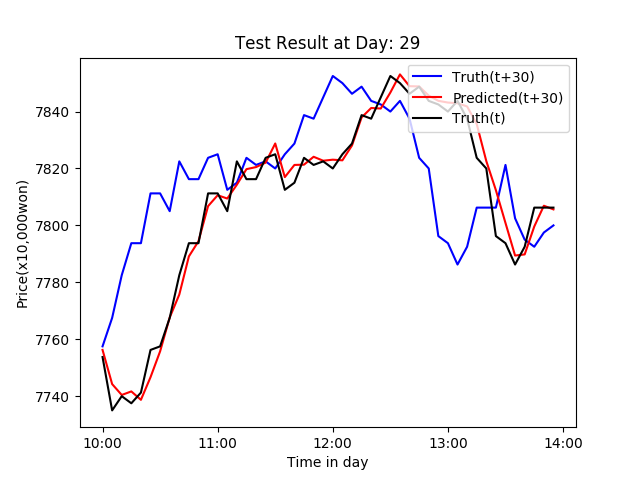 Test Result at Day: 29
Truth(t+30)
Predicted(t+30)
Truth(t)
Price(x10,000won)
7840
7820
7800
7780
7760
7740
10:00 11:00 12:00 13:00 14:00
Time in day